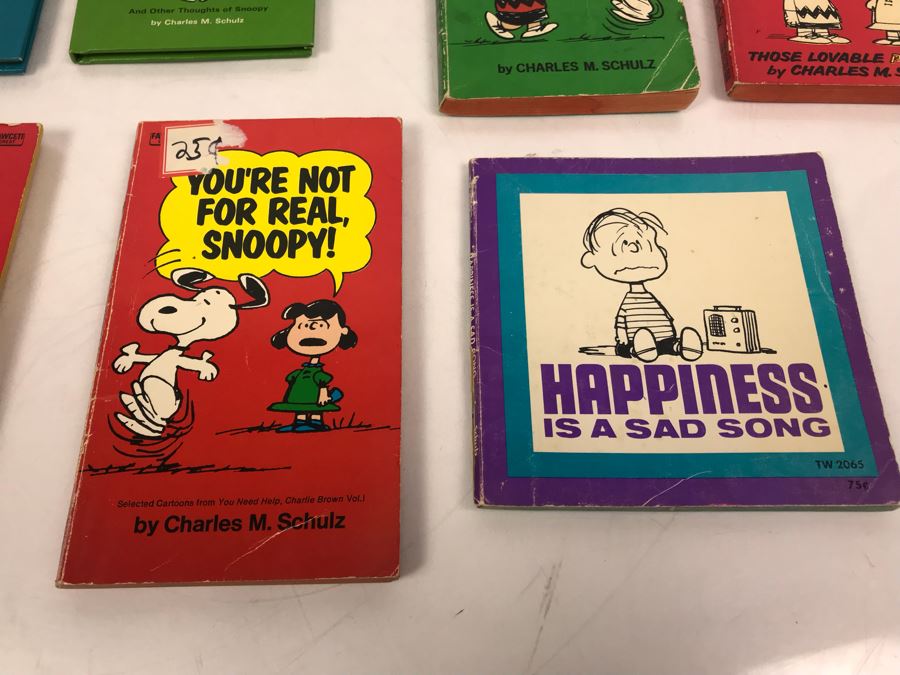 And Other Thoughts of Snoopy
by Charles M. Schulz
by CHARLES M. SCHULZ
THOSE LOVABLE
by CHARLES M. S
FAWCETT
CREST
25¢
YOU'RE NOT
FOR REAL,
SNOOPY!
Selected Cartoons from You Need Help, Charlie Brown Vol.I
by Charles M. Schulz
HAPPINESS
IS A SAD SONG
TW 2065
75¢